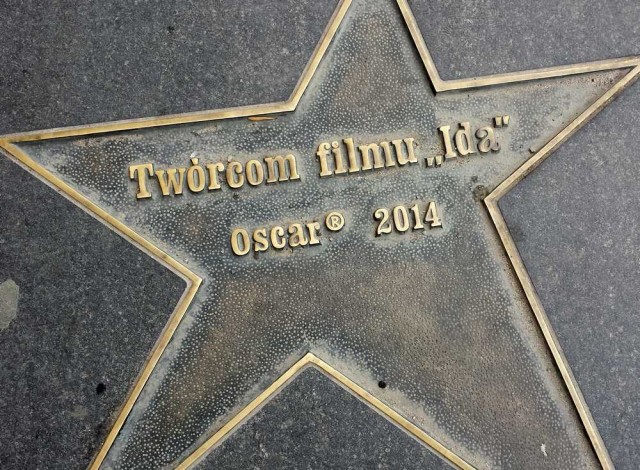 Twórcom filmu „Ida"
oscar® 2014